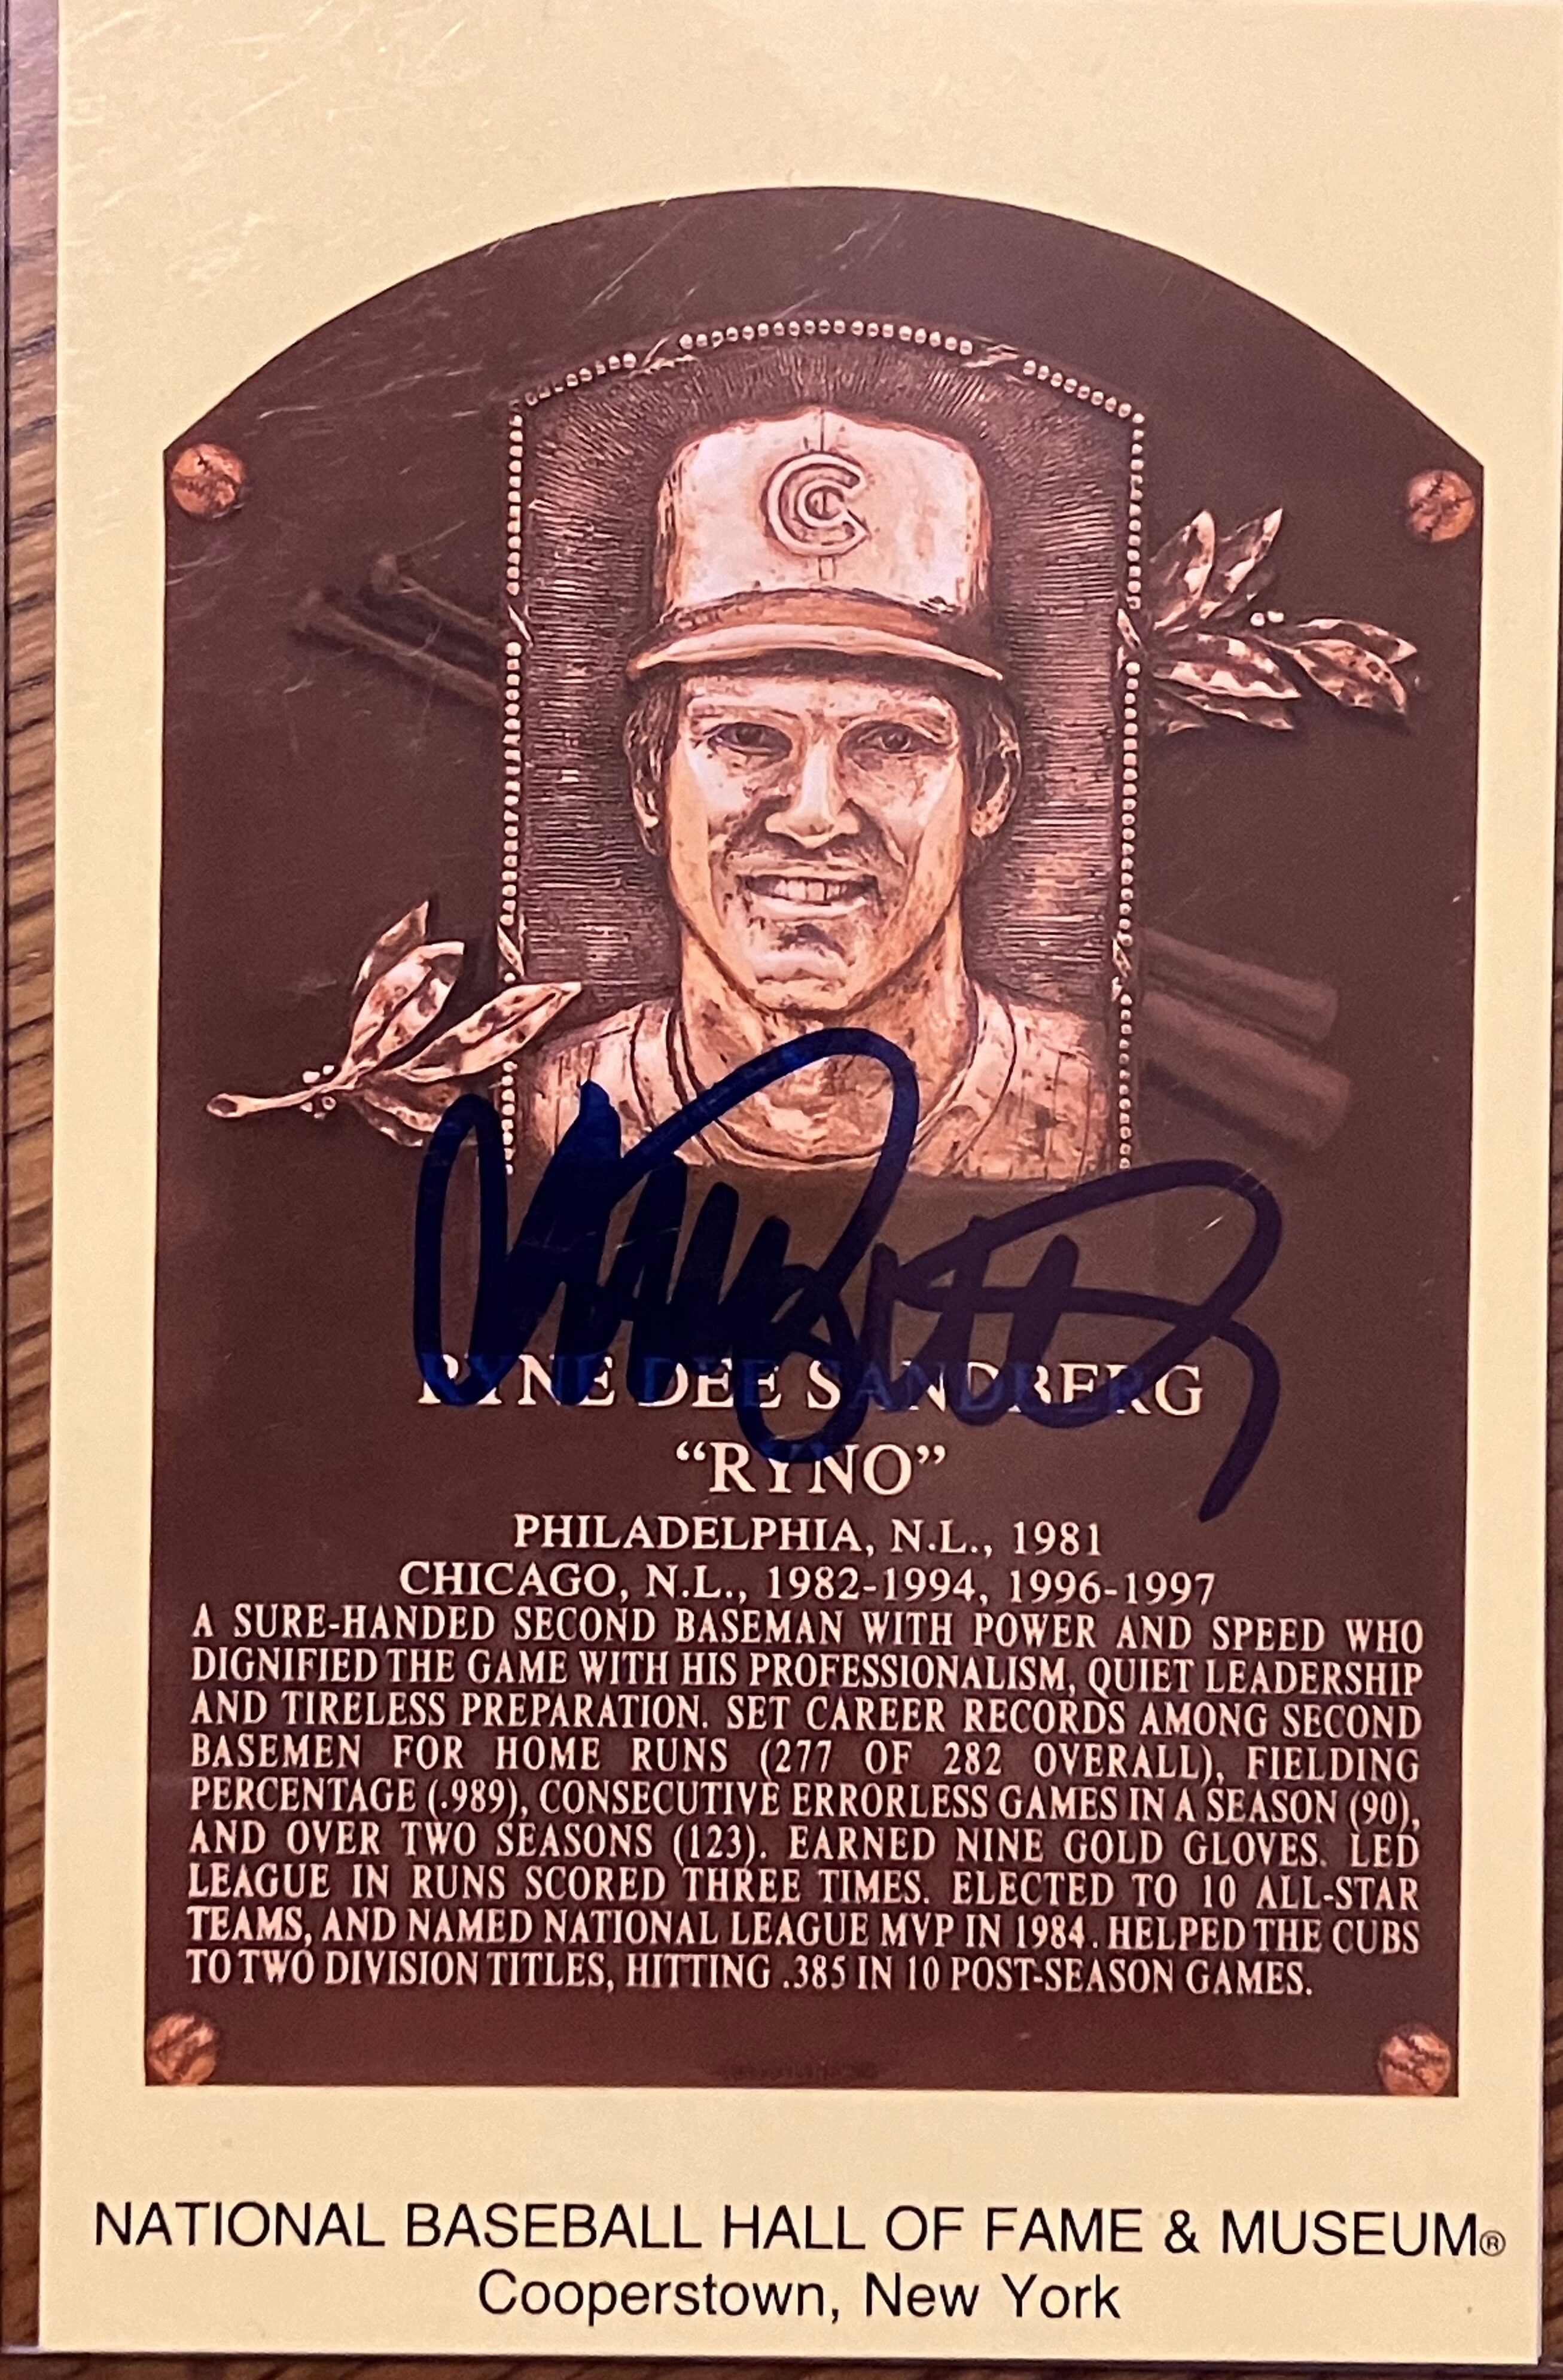 C
RYNE DEE SANDBERG
“RYNO”
PHILADELPHIA, N.L., 1981
CHICAGO, N.L., 1982-1994, 1996-1997
A SURE-HANDED SECOND BASEMAN WITH POWER AND SPEED WHO
DIGNIFIED THE GAME WITH HIS PROFESSIONALISM, QUIET LEADERSHIP
AND TIRELESS PREPARATION. SET CAREER RECORDS AMONG SECOND
BASEMEN FOR HOME RUNS (277 OF 282 OVERALL), FIELDING
PERCENTAGE (.989), CONSECUTIVE ERRORLESS GAMES IN A SEASON (90),
AND OVER TWO SEASONS (123). EARNED NINE GOLD GLOVES. LED
LEAGUE IN RUNS SCORED THREE TIMES. ELECTED TO 10 ALL-STAR
TEAMS, AND NAMED NATIONAL LEAGUE MVP IN 1984. HELPED THE CUBS
TO TWO DIVISION TITLES, HITTING .385 IN 10 POST-SEASON GAMES.
NATIONAL BASEBALL HALL OF FAME & MUSEUM®
Cooperstown, New York